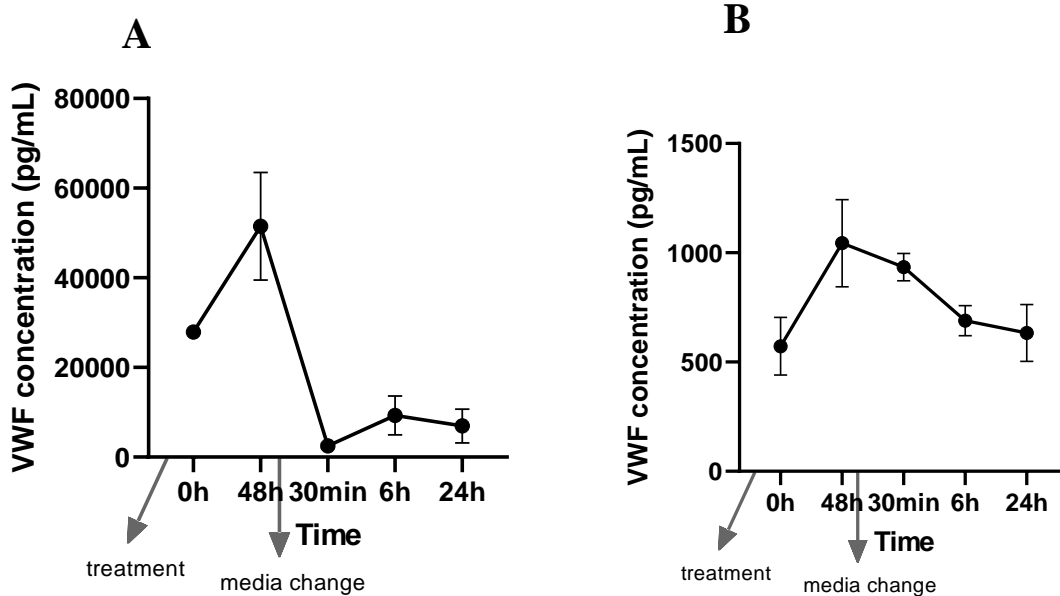 A
VWF concentration (pg/mL)
80000
60000
40000
20000
0
0h 48h 30min 6h 24h
Time
treatment
media change
B
VWF concentration (pg/mL)
1500
1000
500
0
0h 48h 30min 6h 24h
Time
treatment
media change